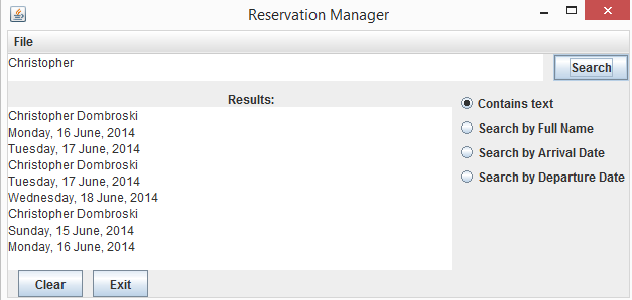 Reservation Manager
File
Christopher
Search
Results:
Christopher Dombroski
Monday, 16 June, 2014
Tuesday, 17 June, 2014
Christopher Dombroski
Tuesday, 17 June, 2014
Wednesday, 18 June, 2014
Christopher Dombroski
Sunday, 15 June, 2014
Monday, 16 June, 2014
Contains text
Search by Full Name
Search by Arrival Date
Search by Departure Date
Clear
Exit